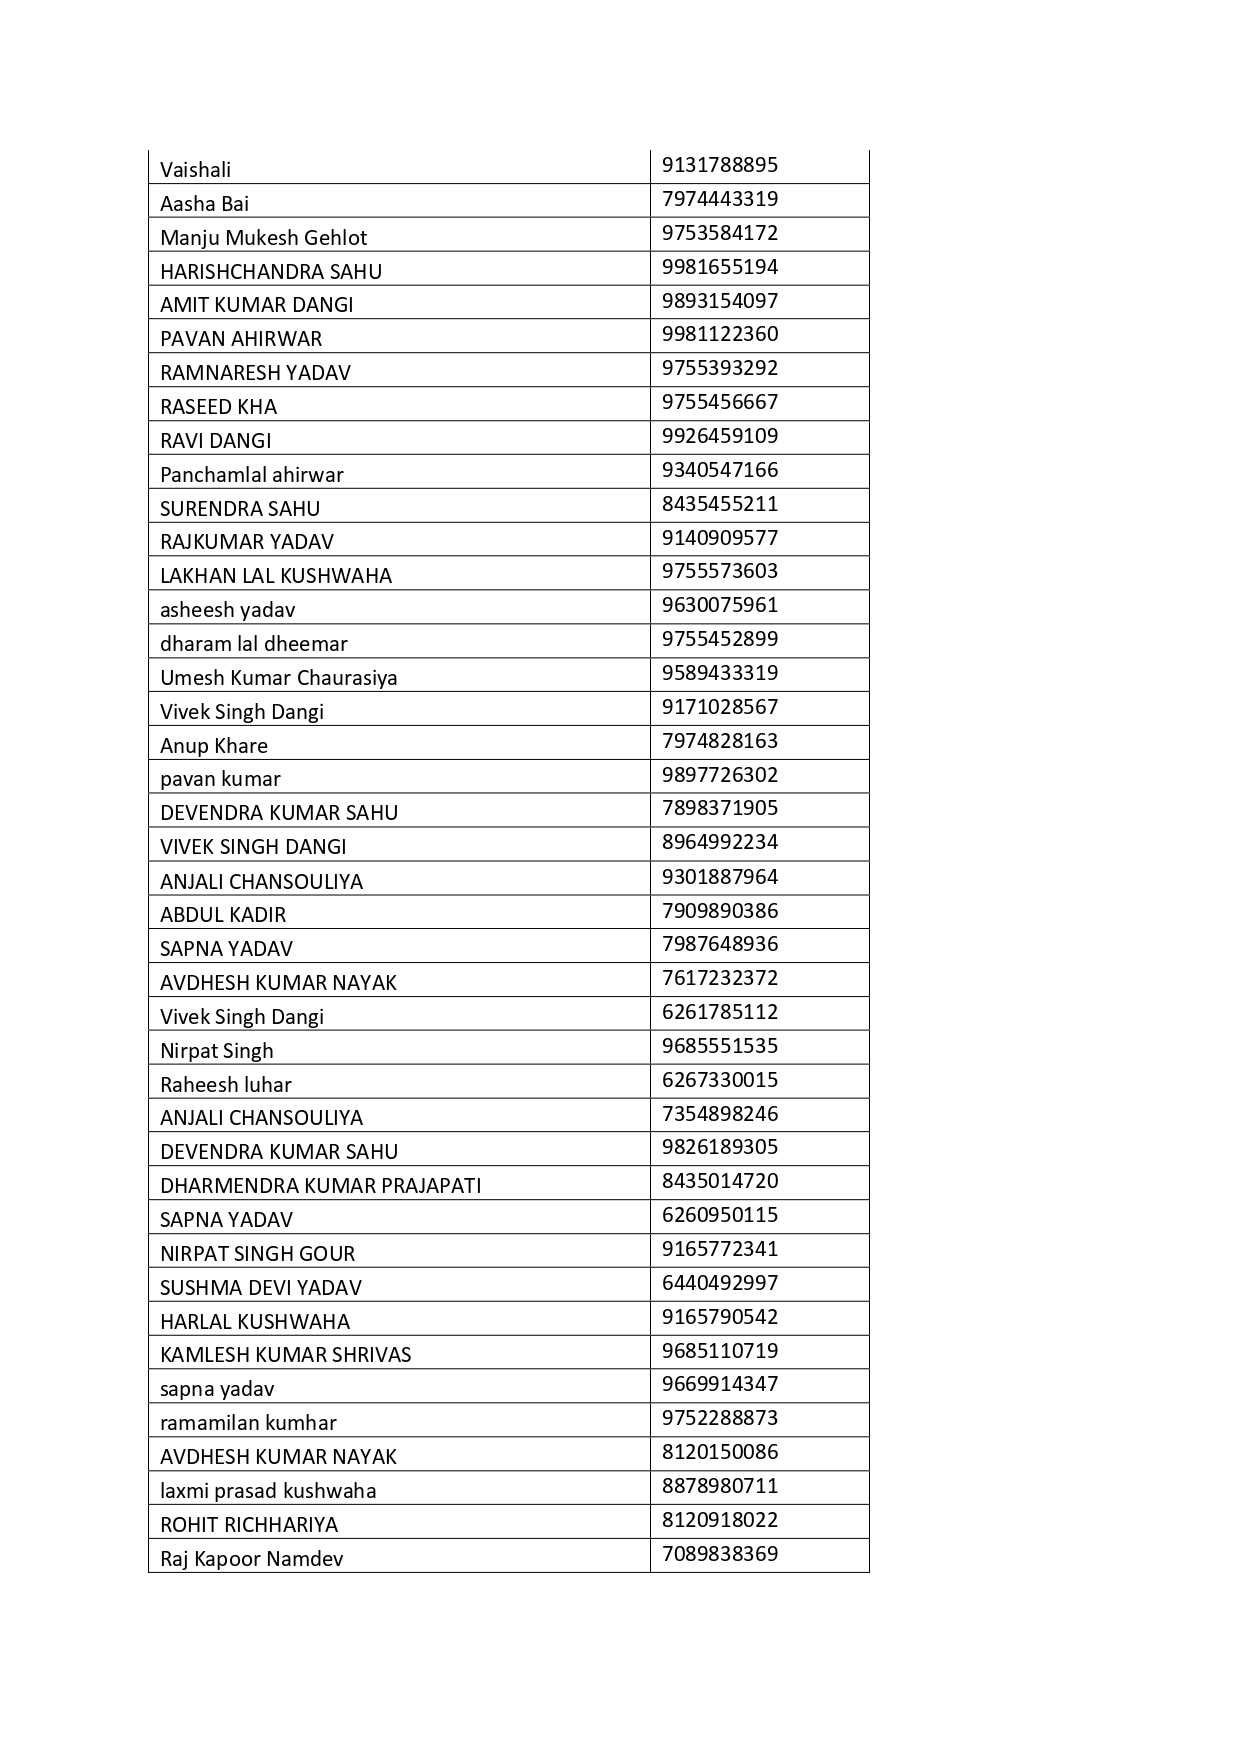 Vaishali 9131788895
Aasha Bai 7974443319
Manju Mukesh Gehlot 9753584172
HARISHCHANDRA SAHU 9981655194
AMIT KUMAR DANGI 9893154097
PAVAN AHIRWAR 9981122360
RAMNARESH YADAV 9755393292
RASEED KHA 9755456667
RAVI DANGI 9926459109
Panchamlal ahirwar 9340547166
SURENDRA SAHU 8435455211
RAJKUMAR YADAV 9140909577
LAKHAN LAL KUSHWAHA 9755573603
asheesh yadav 9630075961
dharam lal dheemar 9755452899
Umesh Kumar Chaurasiya 9589433319
Vivek Singh Dangi 9171028567
Anup Khare 7974828163
pavan kumar 9897726302
DEVENDRA KUMAR SAHU 7898371905
VIVEK SINGH DANGI 8964992234
ANJALI CHANSOULIYA 9301887964
ABDUL KADIR 7909890386
SAPNA YADAV 7987648936
AVDHESH KUMAR NAYAK 7617232372
Vivek Singh Dangi 6261785112
Nirpat Singh 9685551535
Raheesh luhar 6267330015
ANJALI CHANSOULIYA 7354898246
DEVENDRA KUMAR SAHU 9826189305
DHARMENDRA KUMAR PRAJAPATI 8435014720
SAPNA YADAV 6260950115
NIRPAT SINGH GOUR 9165772341
SUSHMA DEVI YADAV 6440492997
HARLAL KUSHWAHA 9165790542
KAMLESH KUMAR SHRIVAS 9685110719
sapna yadav 9669914347
ramamilan kumhar 9752288873
AVDHESH KUMAR NAYAK 8120150086
laxmi prasad kushwaha 8878980711
ROHIT RICHHARIYA 8120918022
Raj Kapoor Namdev 7089838369